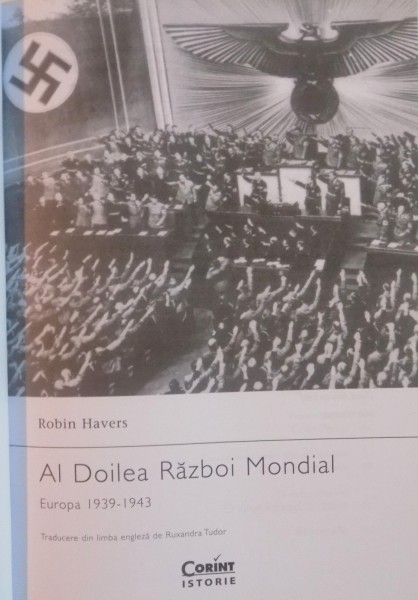 Robin Havers
Al Doilea Război Mondial
Europa 1939-1943
Traducere din limba engleză de Ruxandra Tudor
CORINT
ISTORIE